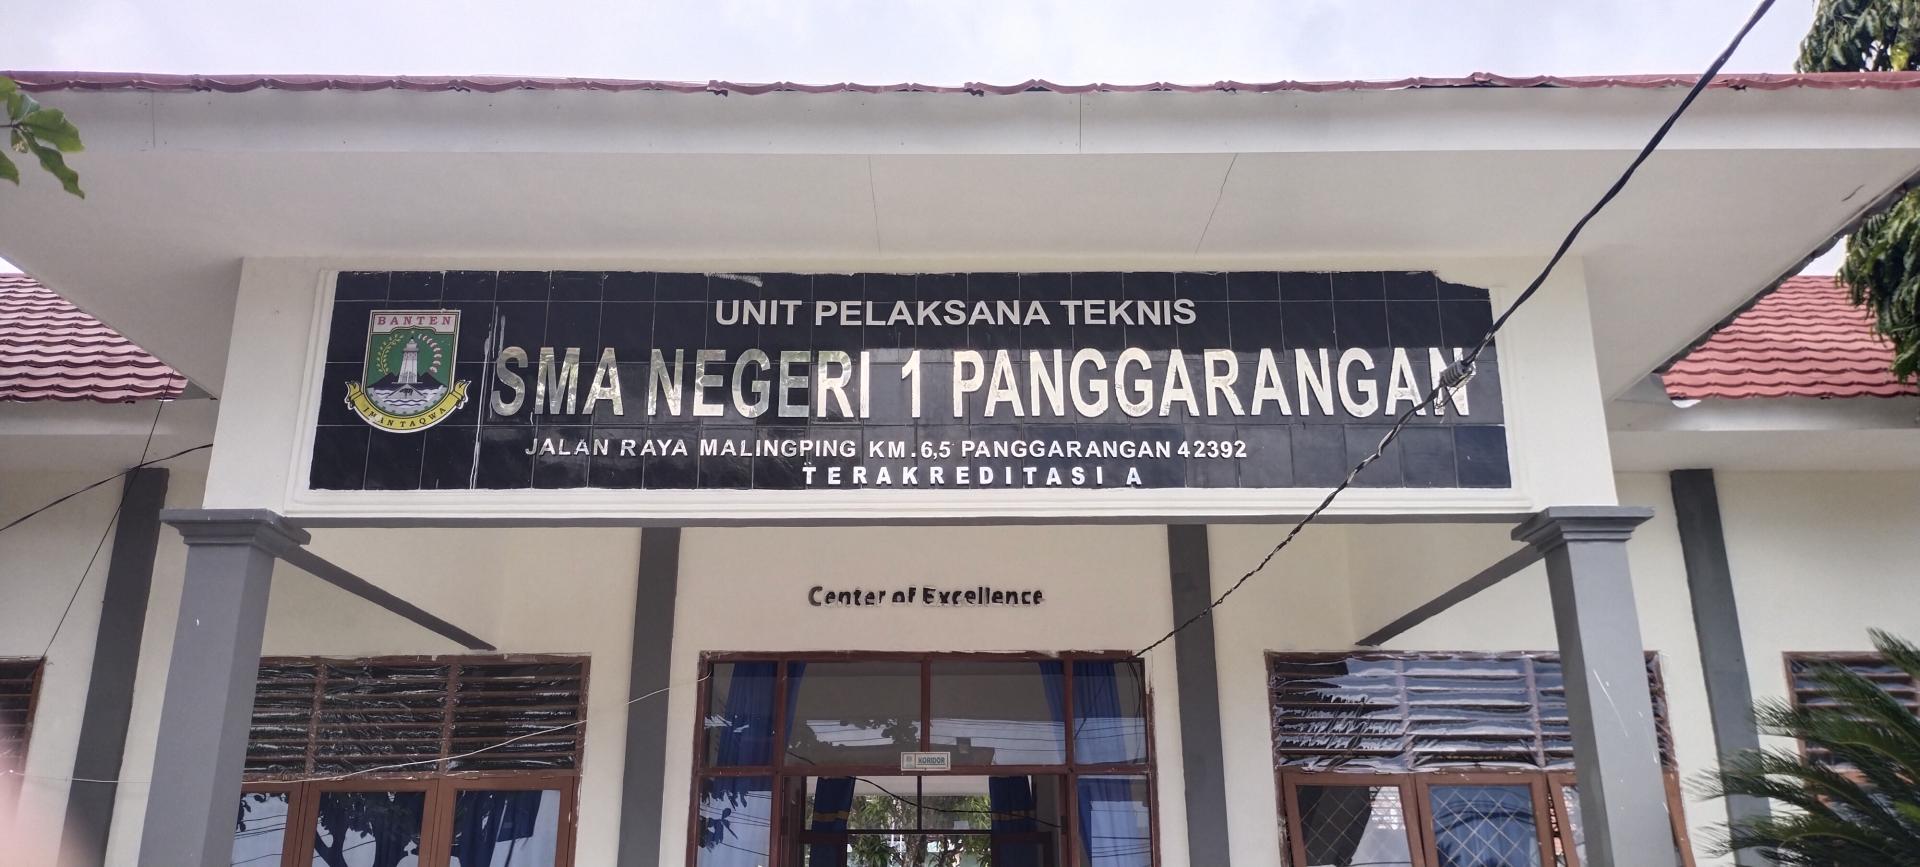 BANTEN
IMAN TAQWA
UNIT PELAKSANA TEKNIS
SMA NEGERI 1 PANGGARANGAN
JALAN RAYA MALINGPING KM.6,5 PANGGARANGAN 42392
TERAKREDITASI A
Center of Excellence
KORIDOR